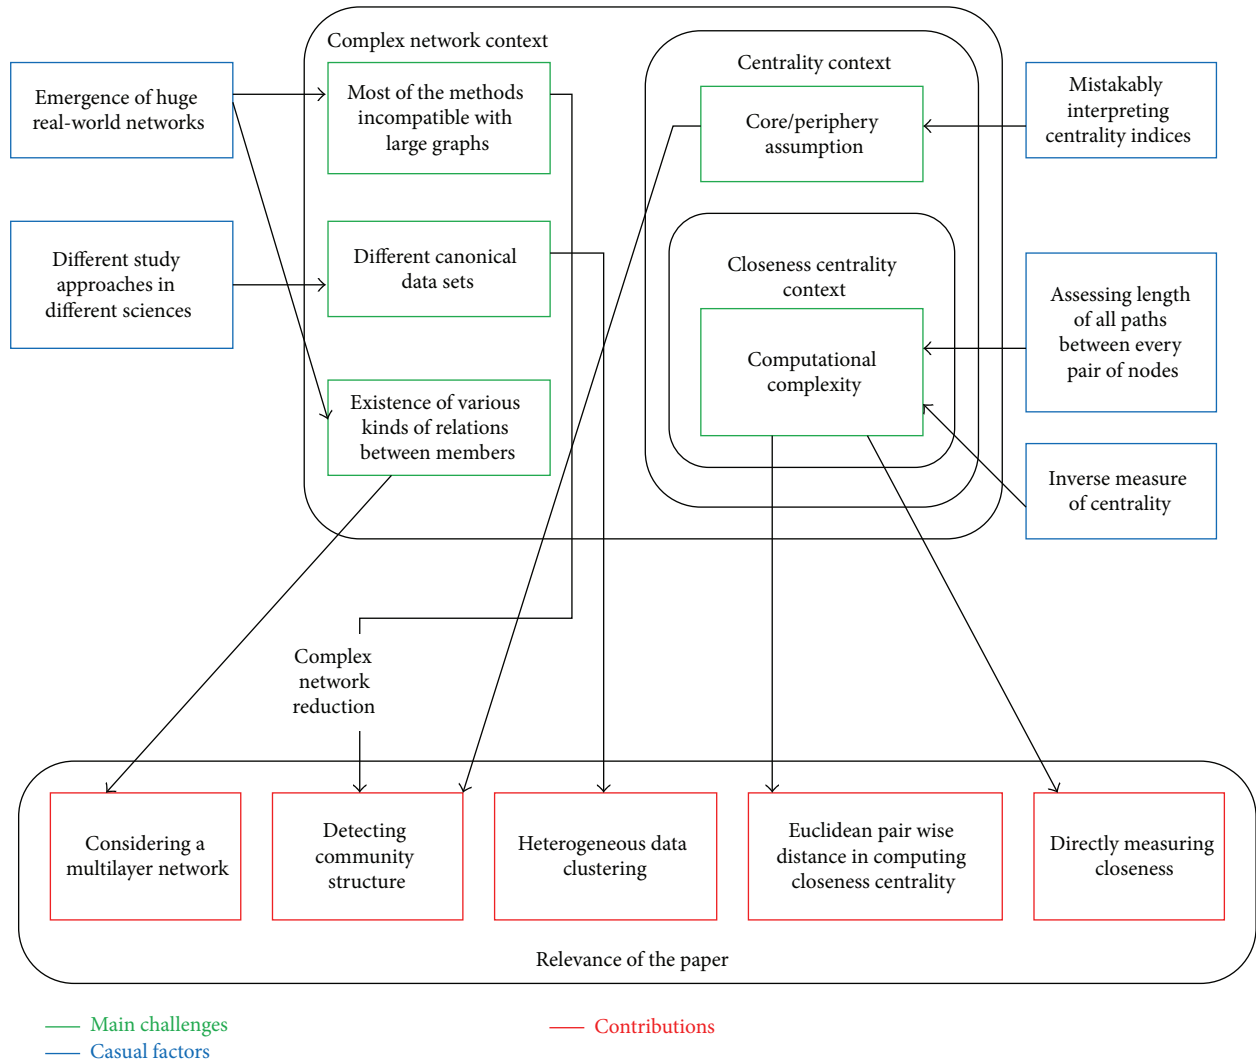 Complex network context
Centrality context
Emergence of huge
real-world networks
Most of the methods
incompatible with
large graphs
Core/periphery
assumption
Mistakably
interpreting
centrality indices
Different study
approaches in
different sciences
Different canonical
data sets
Closeness centrality
context
Computational
complexity
Assessing length
of all paths
between every
pair of nodes
Existence of various
kinds of relations
between members
Inverse measure
of centrality
Complex
network
reduction
Considering a
multilayer network
Detecting
community
structure
Heterogeneous data
clustering
Euclidean pair wise
distance in computing
closeness centrality
Directly measuring
closeness
Relevance of the paper
Main challenges
Casual factors
Contributions